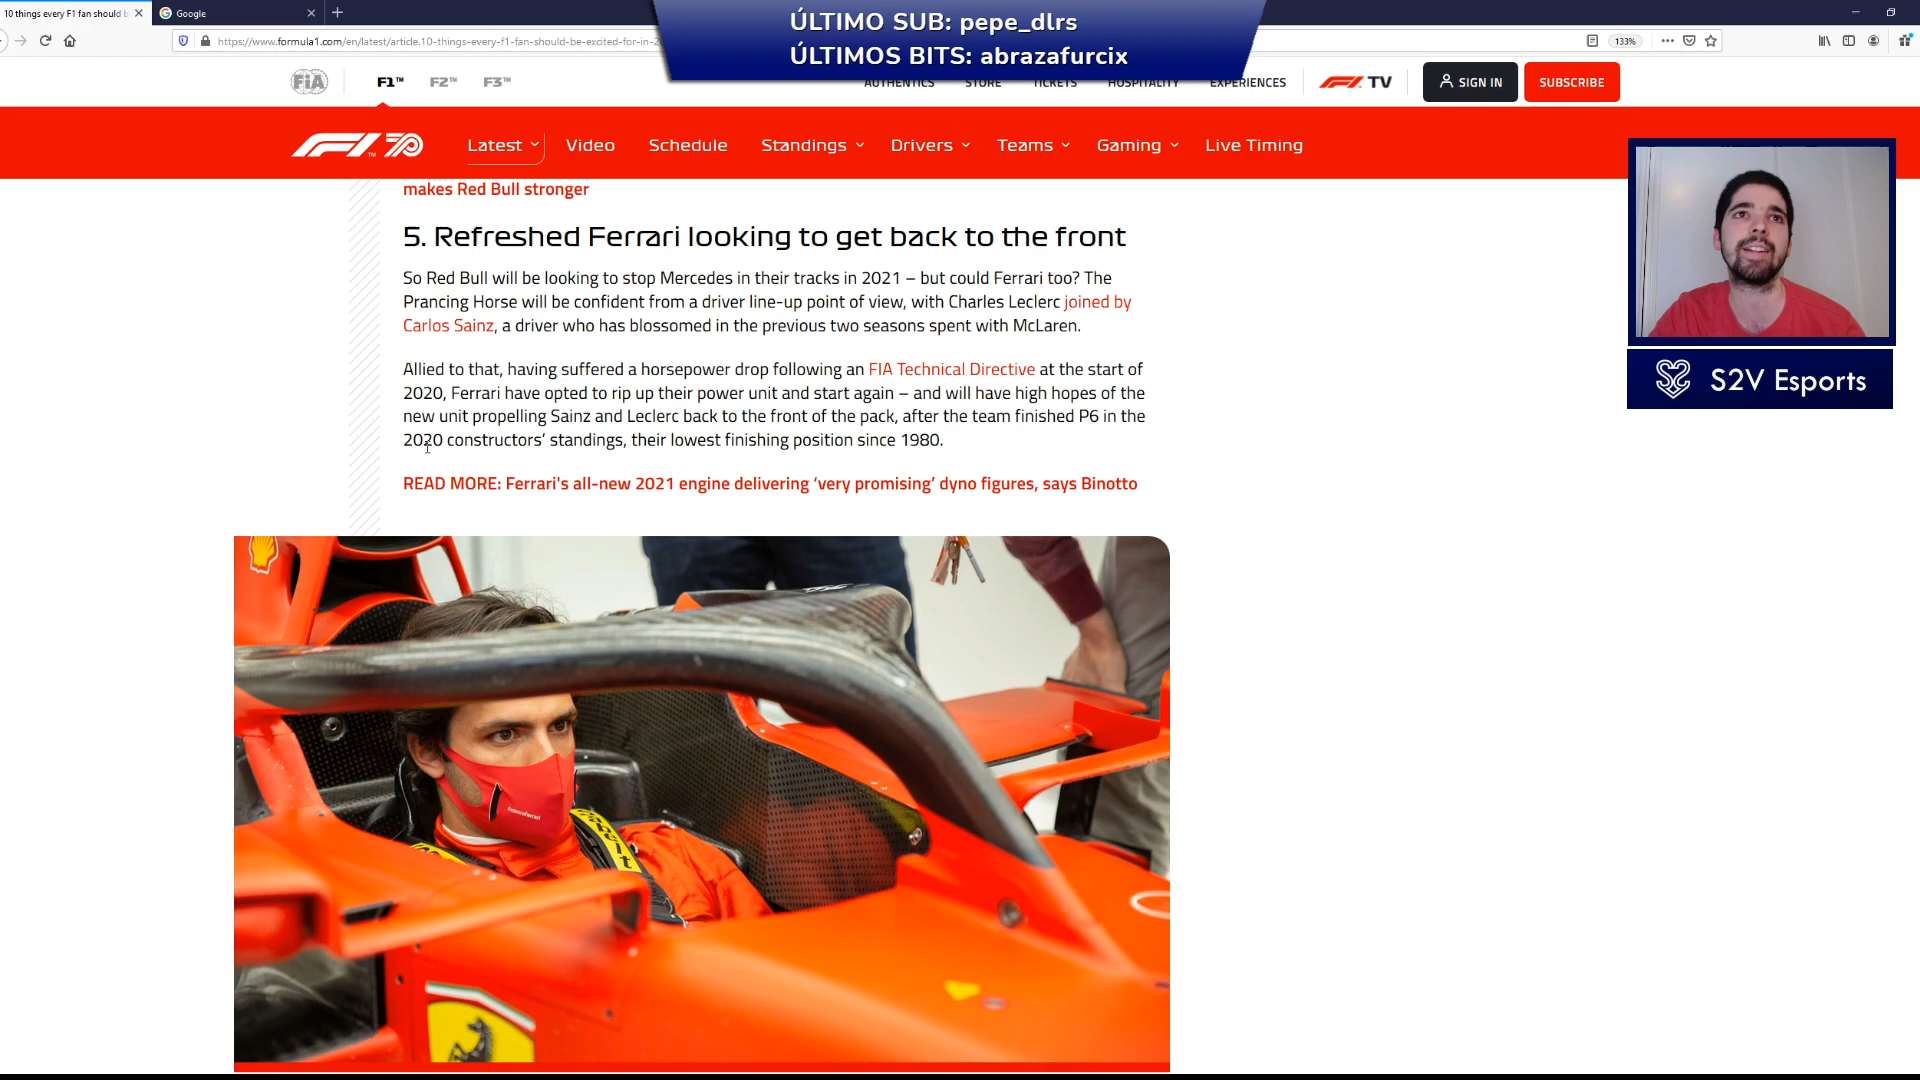 10 things every F1 fan should b
Google
ÚLTIMO SUB: pepe_dlrs
ÚLTIMOS BITS: abrazafurcix
https://www.formula1.com/en/latest/article.10-things-every-f1-fan-should-be-excited-for-in-2
133%
FIA
F1™
F2™
F3™
AUTHENTICS
STORE
TICKETS
HOSPITALITY
EXPERIENCES
F1 TV
SIGN IN
SUBSCRIBE
F1 70
Latest
Video
Schedule
Standings
Drivers
Teams
Gaming
Live Timing
makes Red Bull stronger
5. Refreshed Ferrari looking to get back to the front
So Red Bull will be looking to stop Mercedes in their tracks in 2021 – but could Ferrari too? The
Prancing Horse will be confident from a driver line-up point of view, with Charles Leclerc joined by
Carlos Sainz, a driver who has blossomed in the previous two seasons spent with McLaren.
Allied to that, having suffered a horsepower drop following an FIA Technical Directive at the start of
2020, Ferrari have opted to rip up their power unit and start again – and will have high hopes of the
new unit propelling Sainz and Leclerc back to the front of the pack, after the team finished P6 in the
2020 constructors' standings, their lowest finishing position since 1980.
READ MORE: Ferrari's all-new 2021 engine delivering 'very promising' dyno figures, says Binotto
S2V Esports
Sabelt